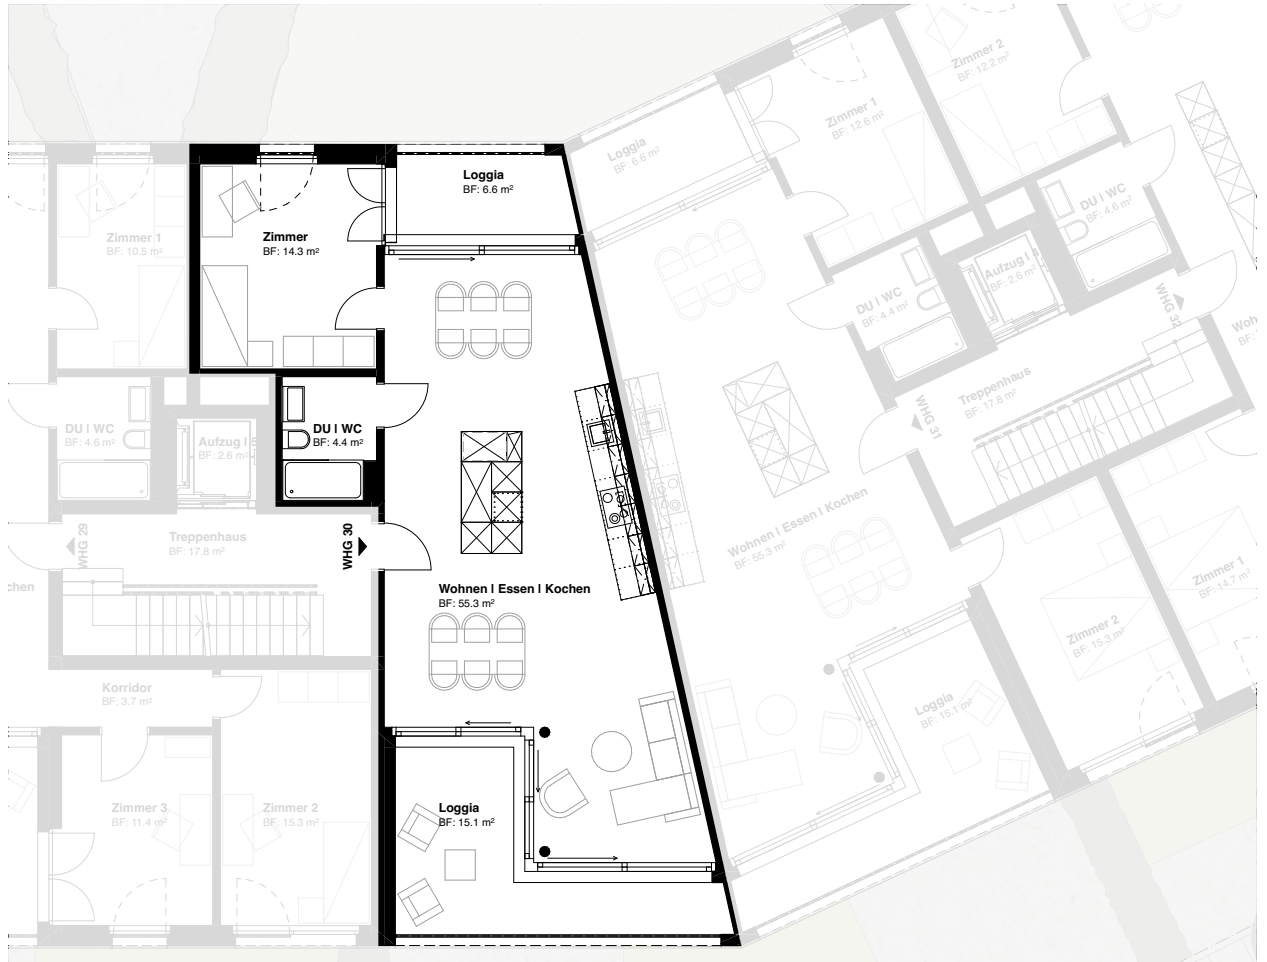 Zimmer 2
BF: 12.2 m²
Zimmer 1
BF: 12.6 m²
Loggia
BF: 6.6 m²
Loggia
BF: 6.6 m²
Zimmer 1
BF: 10.5 m²
Zimmer
BF: 14.3 m²
DU I WC
BF: 4.6 m²
Aufzug I
BF: 2.6 m²
DU I WC
BF: 4.4 m²
WHG 32
Woh
BF:
DU I WC
BF: 4.6 m²
Aufzug I 5
BF: 2.6 m²
DU I WC
BF: 4.4 m²
Treppenhaus
BF: 17.8 m²
WHG 31
WHG 29
Treppenhaus
BF: 17.8 m²
WHG 30
Wohnen I Essen I Kochen
BF: 55.3 m²
chen
Wohnen I Essen I Kochen
BF: 55.3 m²
Zimmer 1
BF: 14.7 m²
Zimmer 2
BF: 15.3 m²
Korridor
BF: 3.7 m²
Loggia
BF: 15.1 m²
Zimmer 3
BF: 11.4 m²
Zimmer 2
BF: 15.3 m²
Loggia
BF: 15.1 m²